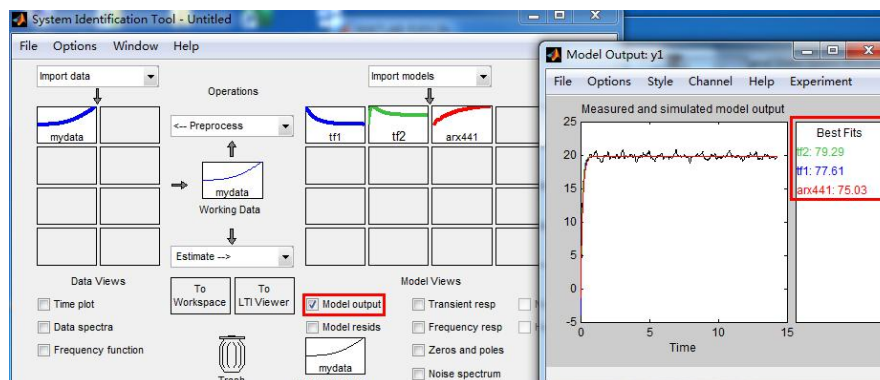 System Identification Tool - Untitled
File Options Window Help
Import data
Operations
Import models
mydata
<-- Preprocess
tf1
tf2
arx441
mydata
Working Data
Estimate -->
Data Views
To Workspace
To LTI Viewer
Model Views
Time plot
Data spectra
Frequency function
Model output
Model resids
Transient resp
Frequency resp
Zeros and poles
Noise spectrum
mydata
Model Output: y1
File Options Style Channel Help Experiment
Measured and simulated model output
25
20
15
10
5
0
-5
0 5 10 15
Time
Best Fits
tf2: 79.29
tf1: 77.61
arx441: 75.03